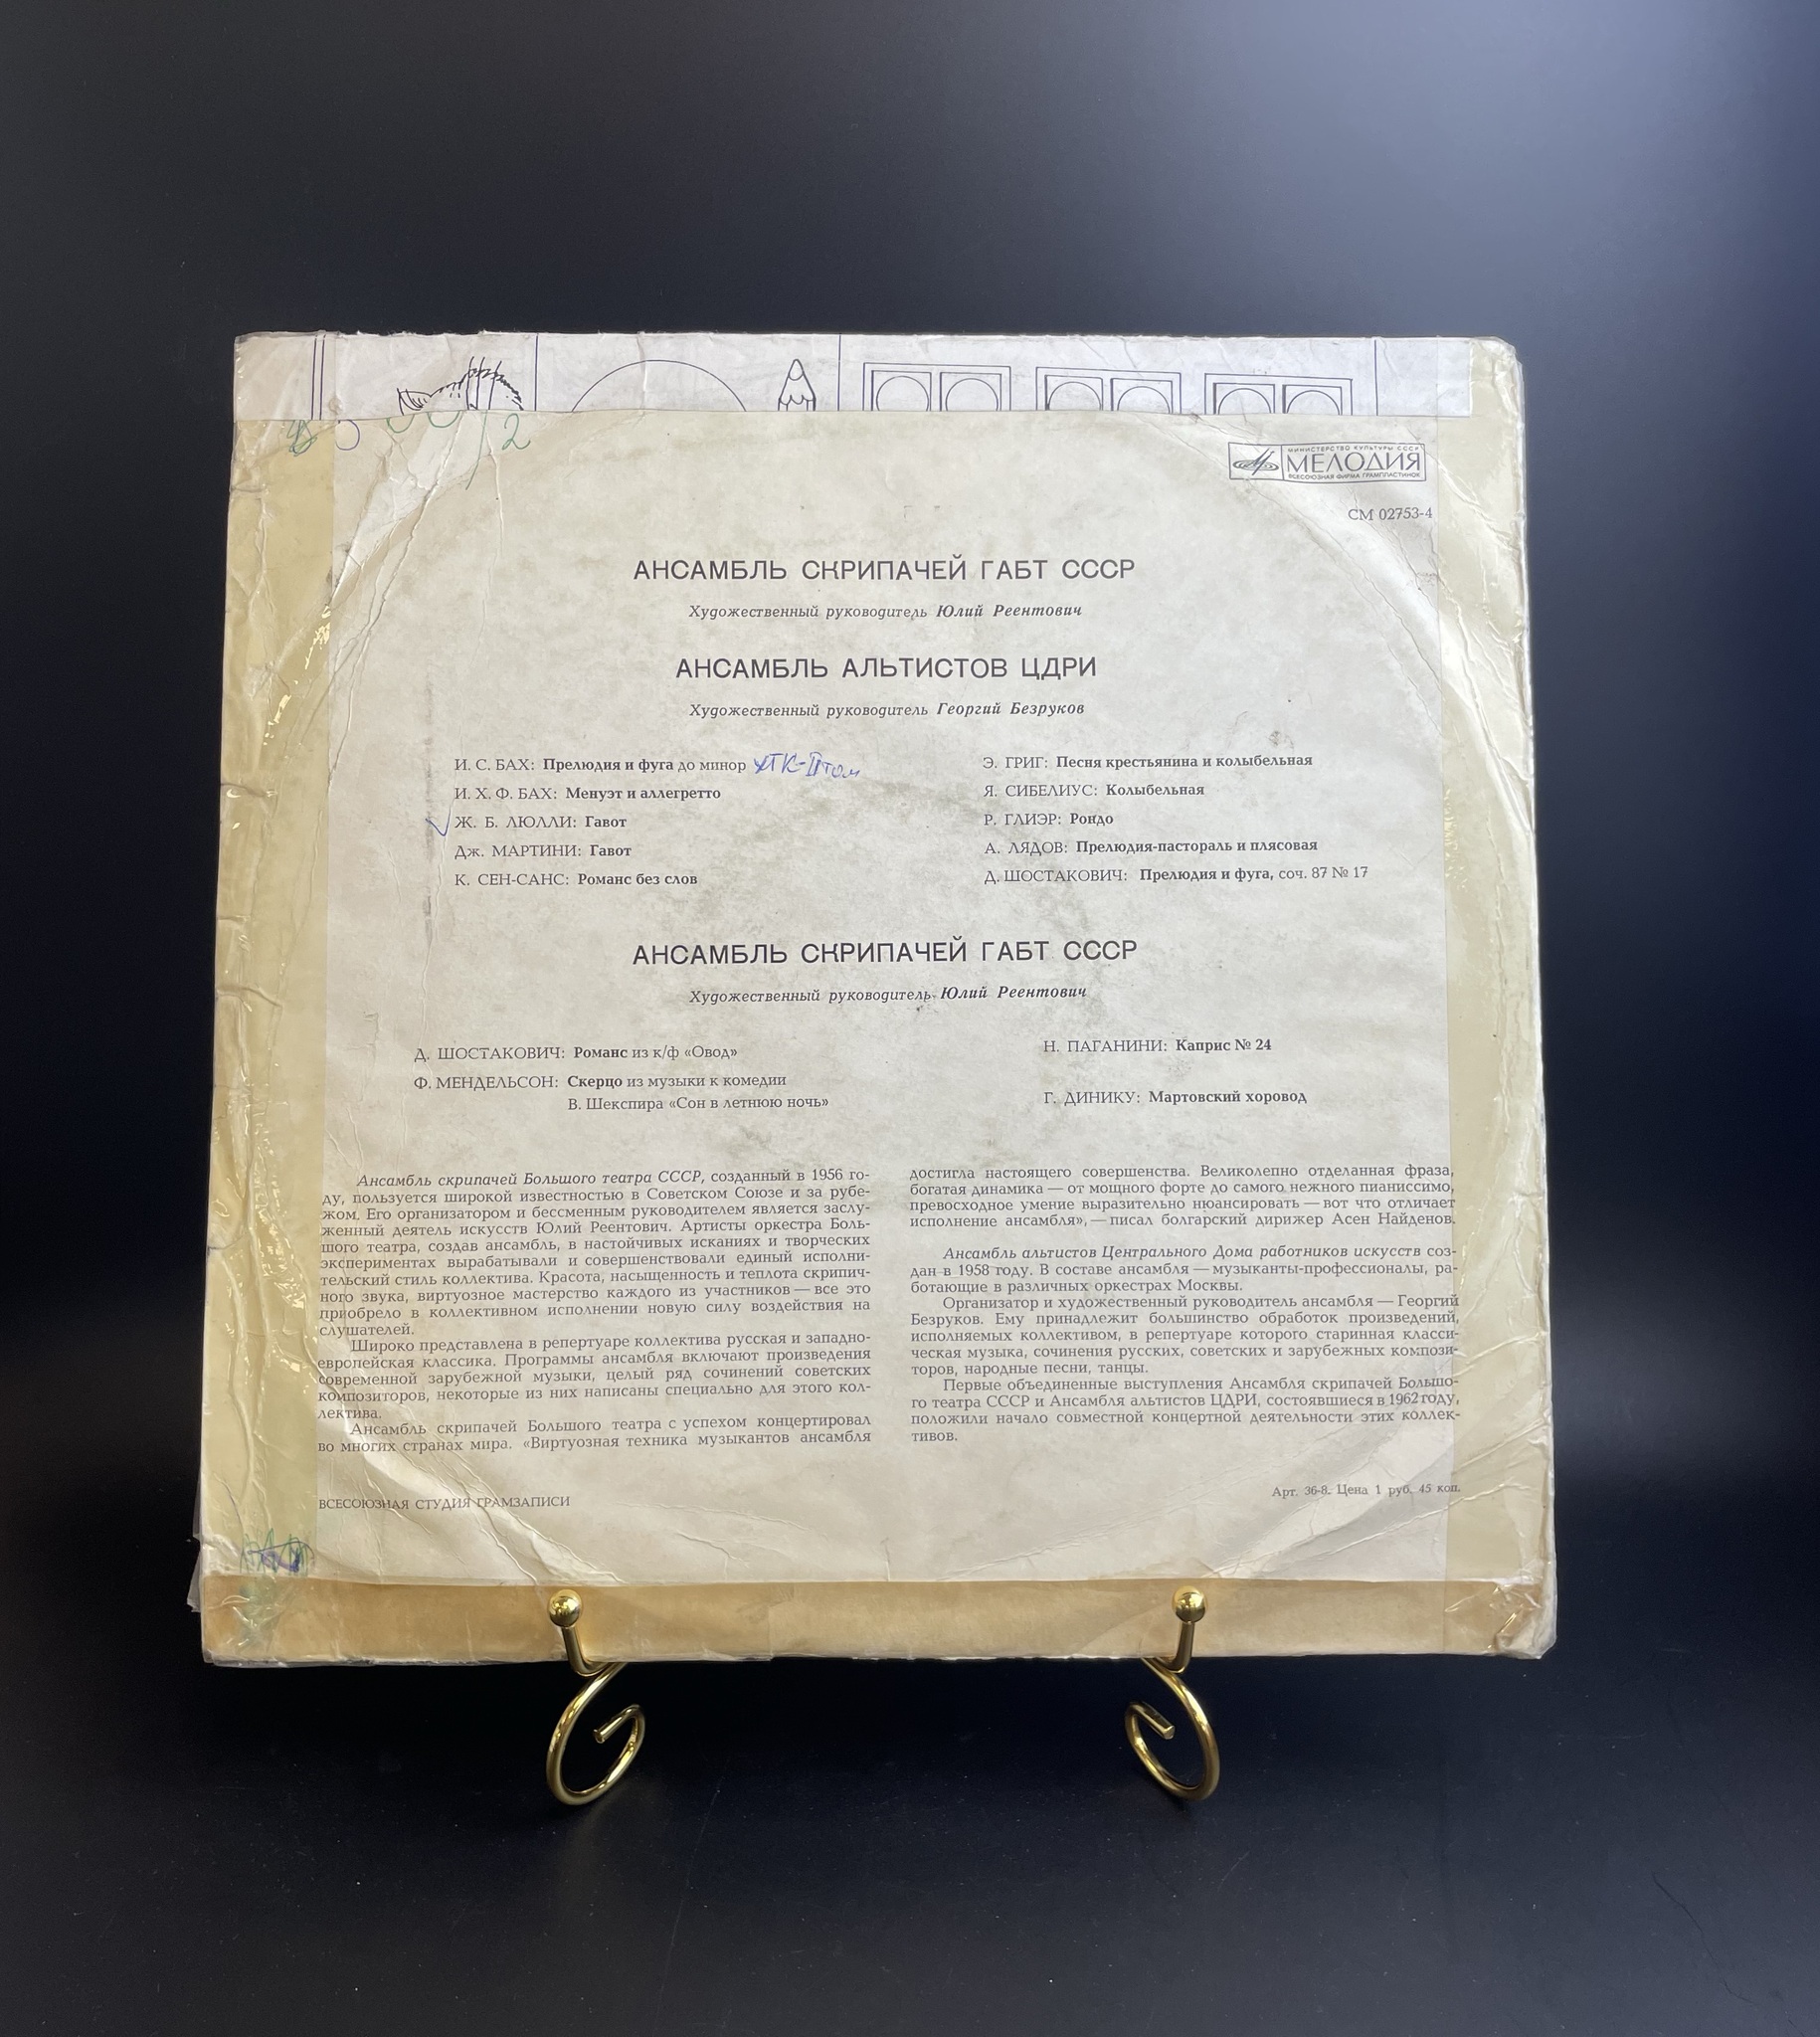 МИНИСТЕРСТВО КУЛЬТУРЫ СССР
МЕЛОДИЯ
ВСЕСОЮЗНАЯ ФИРМА ГРАМПЛАСТИНОК
СМ 02753-4
АНСАМБЛЬ СКРИПАЧЕЙ ГАБТ СССР
Художественный руководитель Юлий Реентович
АНСАМБЛЬ АЛЬТИСТОВ ЦДРИ
Художественный руководитель Георгий Безруков
И. С. БАХ: Прелюдия и фуга до минор ХТК-II том
И. Х. Ф. БАХ: Менуэт и аллегретто
Ж. Б. ЛЮЛЛИ: Гавот
Дж. МАРТИНИ: Гавот
К. СЕН-САНС: Романс без слов
Э. ГРИГ: Песня крестьянина и колыбельная
Я. СИБЕЛИУС: Колыбельная
Р. ГЛИЭР: Рондо
А. ЛЯДОВ: Прелюдия-пастораль и плясовая
Д. ШОСТАКОВИЧ: Прелюдия и фуга, соч. 87 № 17
АНСАМБЛЬ СКРИПАЧЕЙ ГАБТ СССР
Художественный руководитель Юлий Реентович
Д. ШОСТАКОВИЧ: Романс из к/ф «Овод»
Ф. МЕНДЕЛЬСОН: Скерцо из музыки к комедии
В. Шекспира «Сон в летнюю ночь»
Н. ПАГАНИНИ: Каприс № 24
Г. ДИНИКУ: Мартовский хоровод
Ансамбль скрипачей Большого театра СССР, созданный в 1956 го-
ду, пользуется широкой известностью в Советском Союзе и за рубе-
жом. Его организатором и бессменным руководителем является заслу-
женный деятель искусств Юлий Реентович. Артисты оркестра Боль-
шого театра, создав ансамбль, в настойчивых исканиях и творческих
экспериментах вырабатывали и совершенствовали единый исполни-
тельский стиль коллектива. Красота, насыщенность и теплота скрипич-
ного звука, виртуозное мастерство каждого из участников — все это
приобрело в коллективном исполнении новую силу воздействия на
слушателей.
Широко представлена в репертуаре коллектива русская и западно-
европейская классика. Программы ансамбля включают произведения
современной зарубежной музыки, целый ряд сочинений советских
композиторов, некоторые из них написаны специально для этого кол-
лектива.
Ансамбль скрипачей Большого театра с успехом концертировал
во многих странах мира. «Виртуозная техника музыкантов ансамбля
достигла настоящего совершенства. Великолепно отделанная фраза,
богатая динамика — от мощного форте до самого нежного пианиссимо,
превосходное умение выразительно нюансировать — вот что отличает
исполнение ансамбля», — писал болгарский дирижер Асен Найденов.
Ансамбль альтистов Центрального Дома работников искусств соз-
дан в 1958 году. В составе ансамбля — музыканты-профессионалы, ра-
ботающие в различных оркестрах Москвы.
Организатор и художественный руководитель ансамбля — Георгий
Безруков. Ему принадлежит большинство обработок произведений,
исполняемых коллективом, в репертуаре которого старинная класси-
ческая музыка, сочинения русских, советских и зарубежных компози-
торов, народные песни, танцы.
Первые объединенные выступления Ансамбля скрипачей Большо-
го театра СССР и Ансамбля альтистов ЦДРИ, состоявшиеся в 1962 году,
положили начало совместной концертной деятельности этих коллек-
тивов.
ВСЕСОЮЗНАЯ СТУДИЯ ГРАМЗАПИСИ
Арт. 36-8. Цена 1 руб. 45 коп.